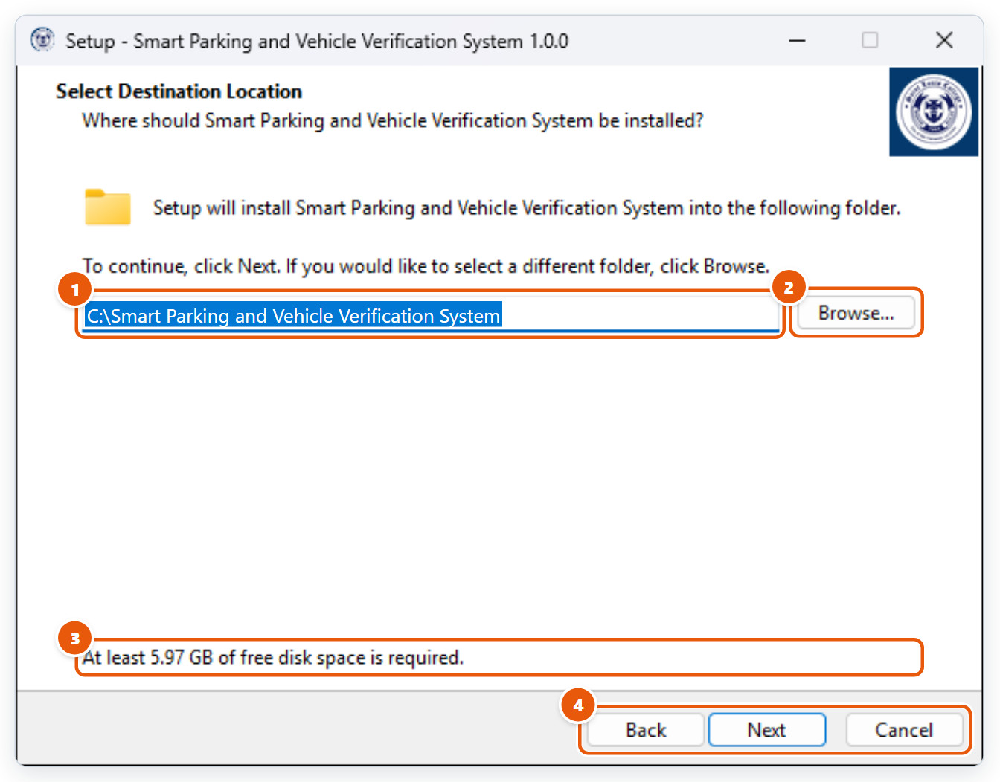 Setup - Smart Parking and Vehicle Verification System 1.0.0
Select Destination Location
Where should Smart Parking and Vehicle Verification System be installed?
Setup will install Smart Parking and Vehicle Verification System into the following folder.
To continue, click Next. If you would like to select a different folder, click Browse.
1
2
C:\Smart Parking and Vehicle Verification System
Browse...
3
At least 5.97 GB of free disk space is required.
4
Back
Next
Cancel